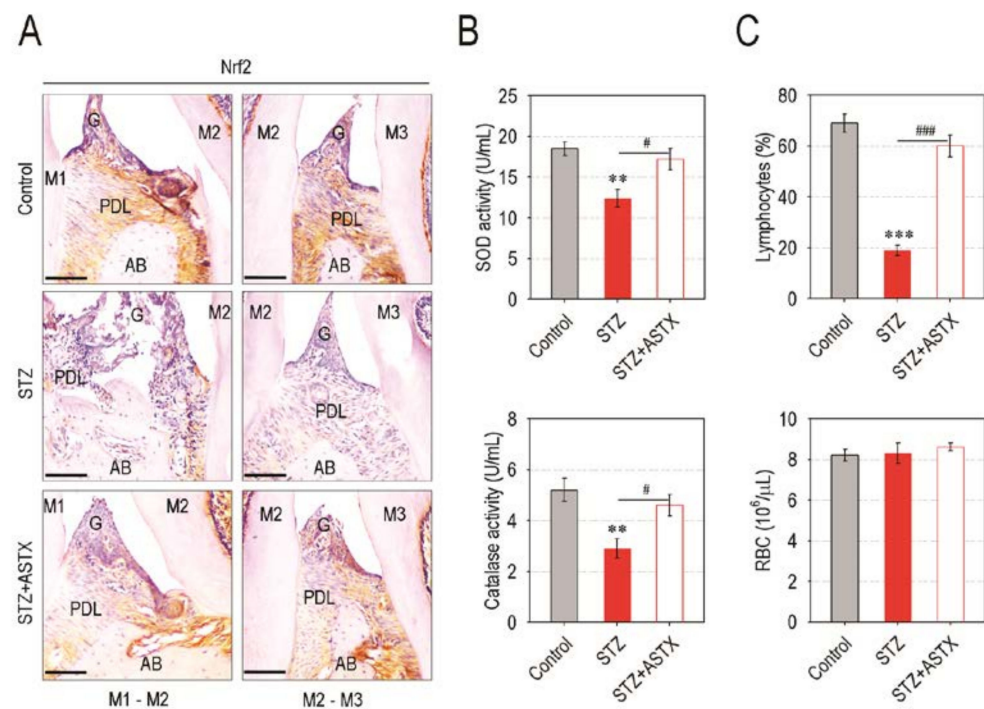 A
Nrf2
Control
G
M2
M1
PDL
AB
M2
G
M3
PDL
AB
STZ
G
M2
PDL
AB
M2
M3
G
PDL
AB
STZ+ASTX
M1
M2
G
PDL
AB
M2
G
M3
PDL
AB
M1 - M2
M2 - M3
B
SOD activity (U/mL)
25
20
15
10
5
0
#
**
Control
STZ
STZ+ASTX
Catalase activity (U/mL)
8
6
4
2
0
#
**
Control
STZ
STZ+ASTX
C
Lymphocytes (%)
80
60
40
20
0
###
***
Control
STZ
STZ+ASTX
RBC (10⁶/μL)
10
8
6
4
2
0
Control
STZ
STZ+ASTX